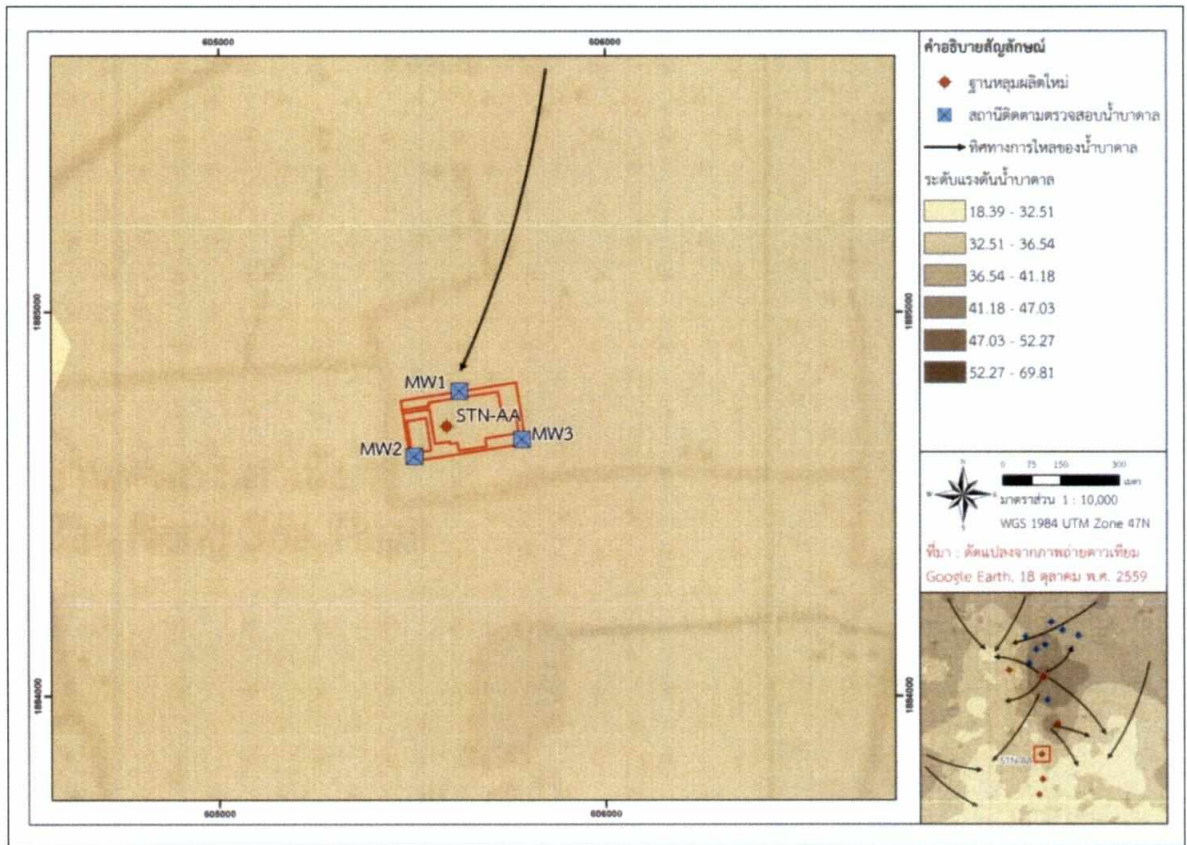 605000
606000
1885000
1885000
MW1
STN-AA
MW3
MW2
1884000
1884000
605000
606000
คำอธิบายสัญลักษณ์
ฐานหลุมผลิตใหม่
สถานีติดตามตรวจสอบน้ำบาดาล
ทิศทางการไหลของน้ำบาดาล
ระดับแรงดันน้ำบาดาล
18.39 - 32.51
32.51 - 36.54
36.54 - 41.18
41.18 - 47.03
47.03 - 52.27
52.27 - 69.81
N
W
E
S
0 75 150 300
เมตร
มาตราส่วน 1 : 10,000
WGS 1984 UTM Zone 47N
ที่มา : ดัดแปลงจากภาพถ่ายดาวเทียม
Google Earth, 18 ตุลาคม พ.ศ. 2559
STN-AA